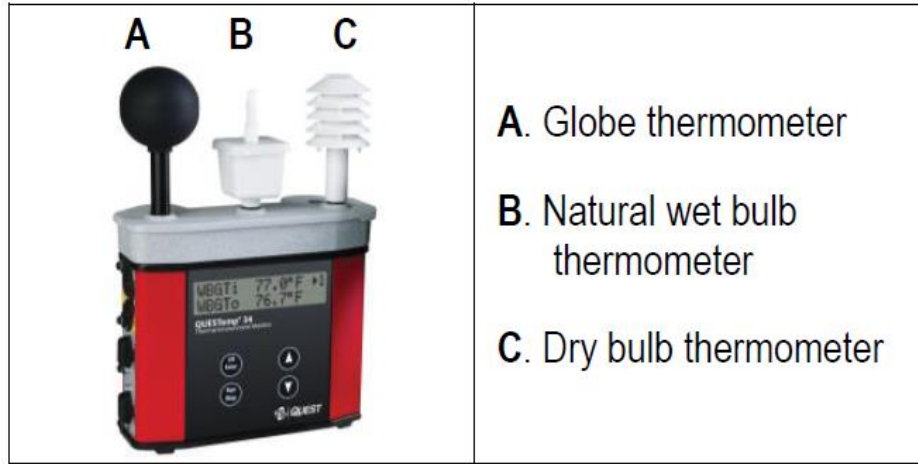 A B C
A. Globe thermometer
B. Natural wet bulb
thermometer
C. Dry bulb thermometer
WBGTi 77.0°F
WBGTo 76.7°F
QUESTemp° 34
QUEST